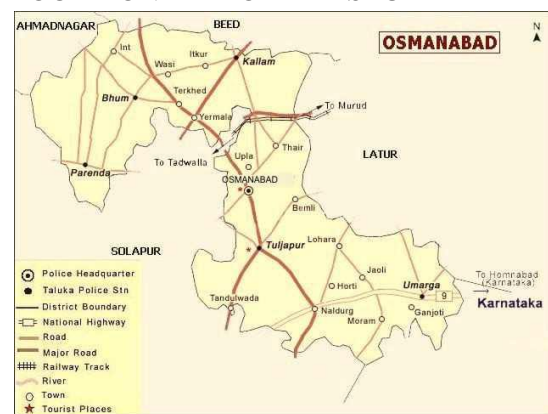 AHMADNAGAR
BEED
N
OSMANABAD
Int
Itkur
Wasi
Kallam
Terkhed
Bhum
Yermala
To Murud
Thair
To Tadwalla
Upla
LATUR
Parenda
OSMANABAD
Bemli
SOLAPUR
Tuljapur
Lohara
Jaoli
To Homnabad
(Karnataka)
Horti
Umarga
9
Karnataka
Tandulwada
Naldurg
Moram
Ganjoti
Police Headquarter
Taluka Police Stn
District Boundary
National Highway
Road
Major Road
Railway Track
River
Town
Tourist Places